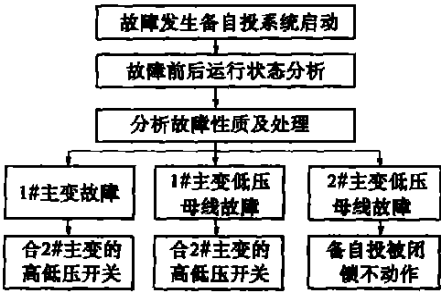 故障发生备自投系统启动
故障前后运行状态分析
分析故障性质及处理
1#主变故障
1#主变低压
母线故障
2#主变低压
母线故障
合2#主变的
高低压开关
合2#主变的
高低压开关
备自投被闭
锁不动作